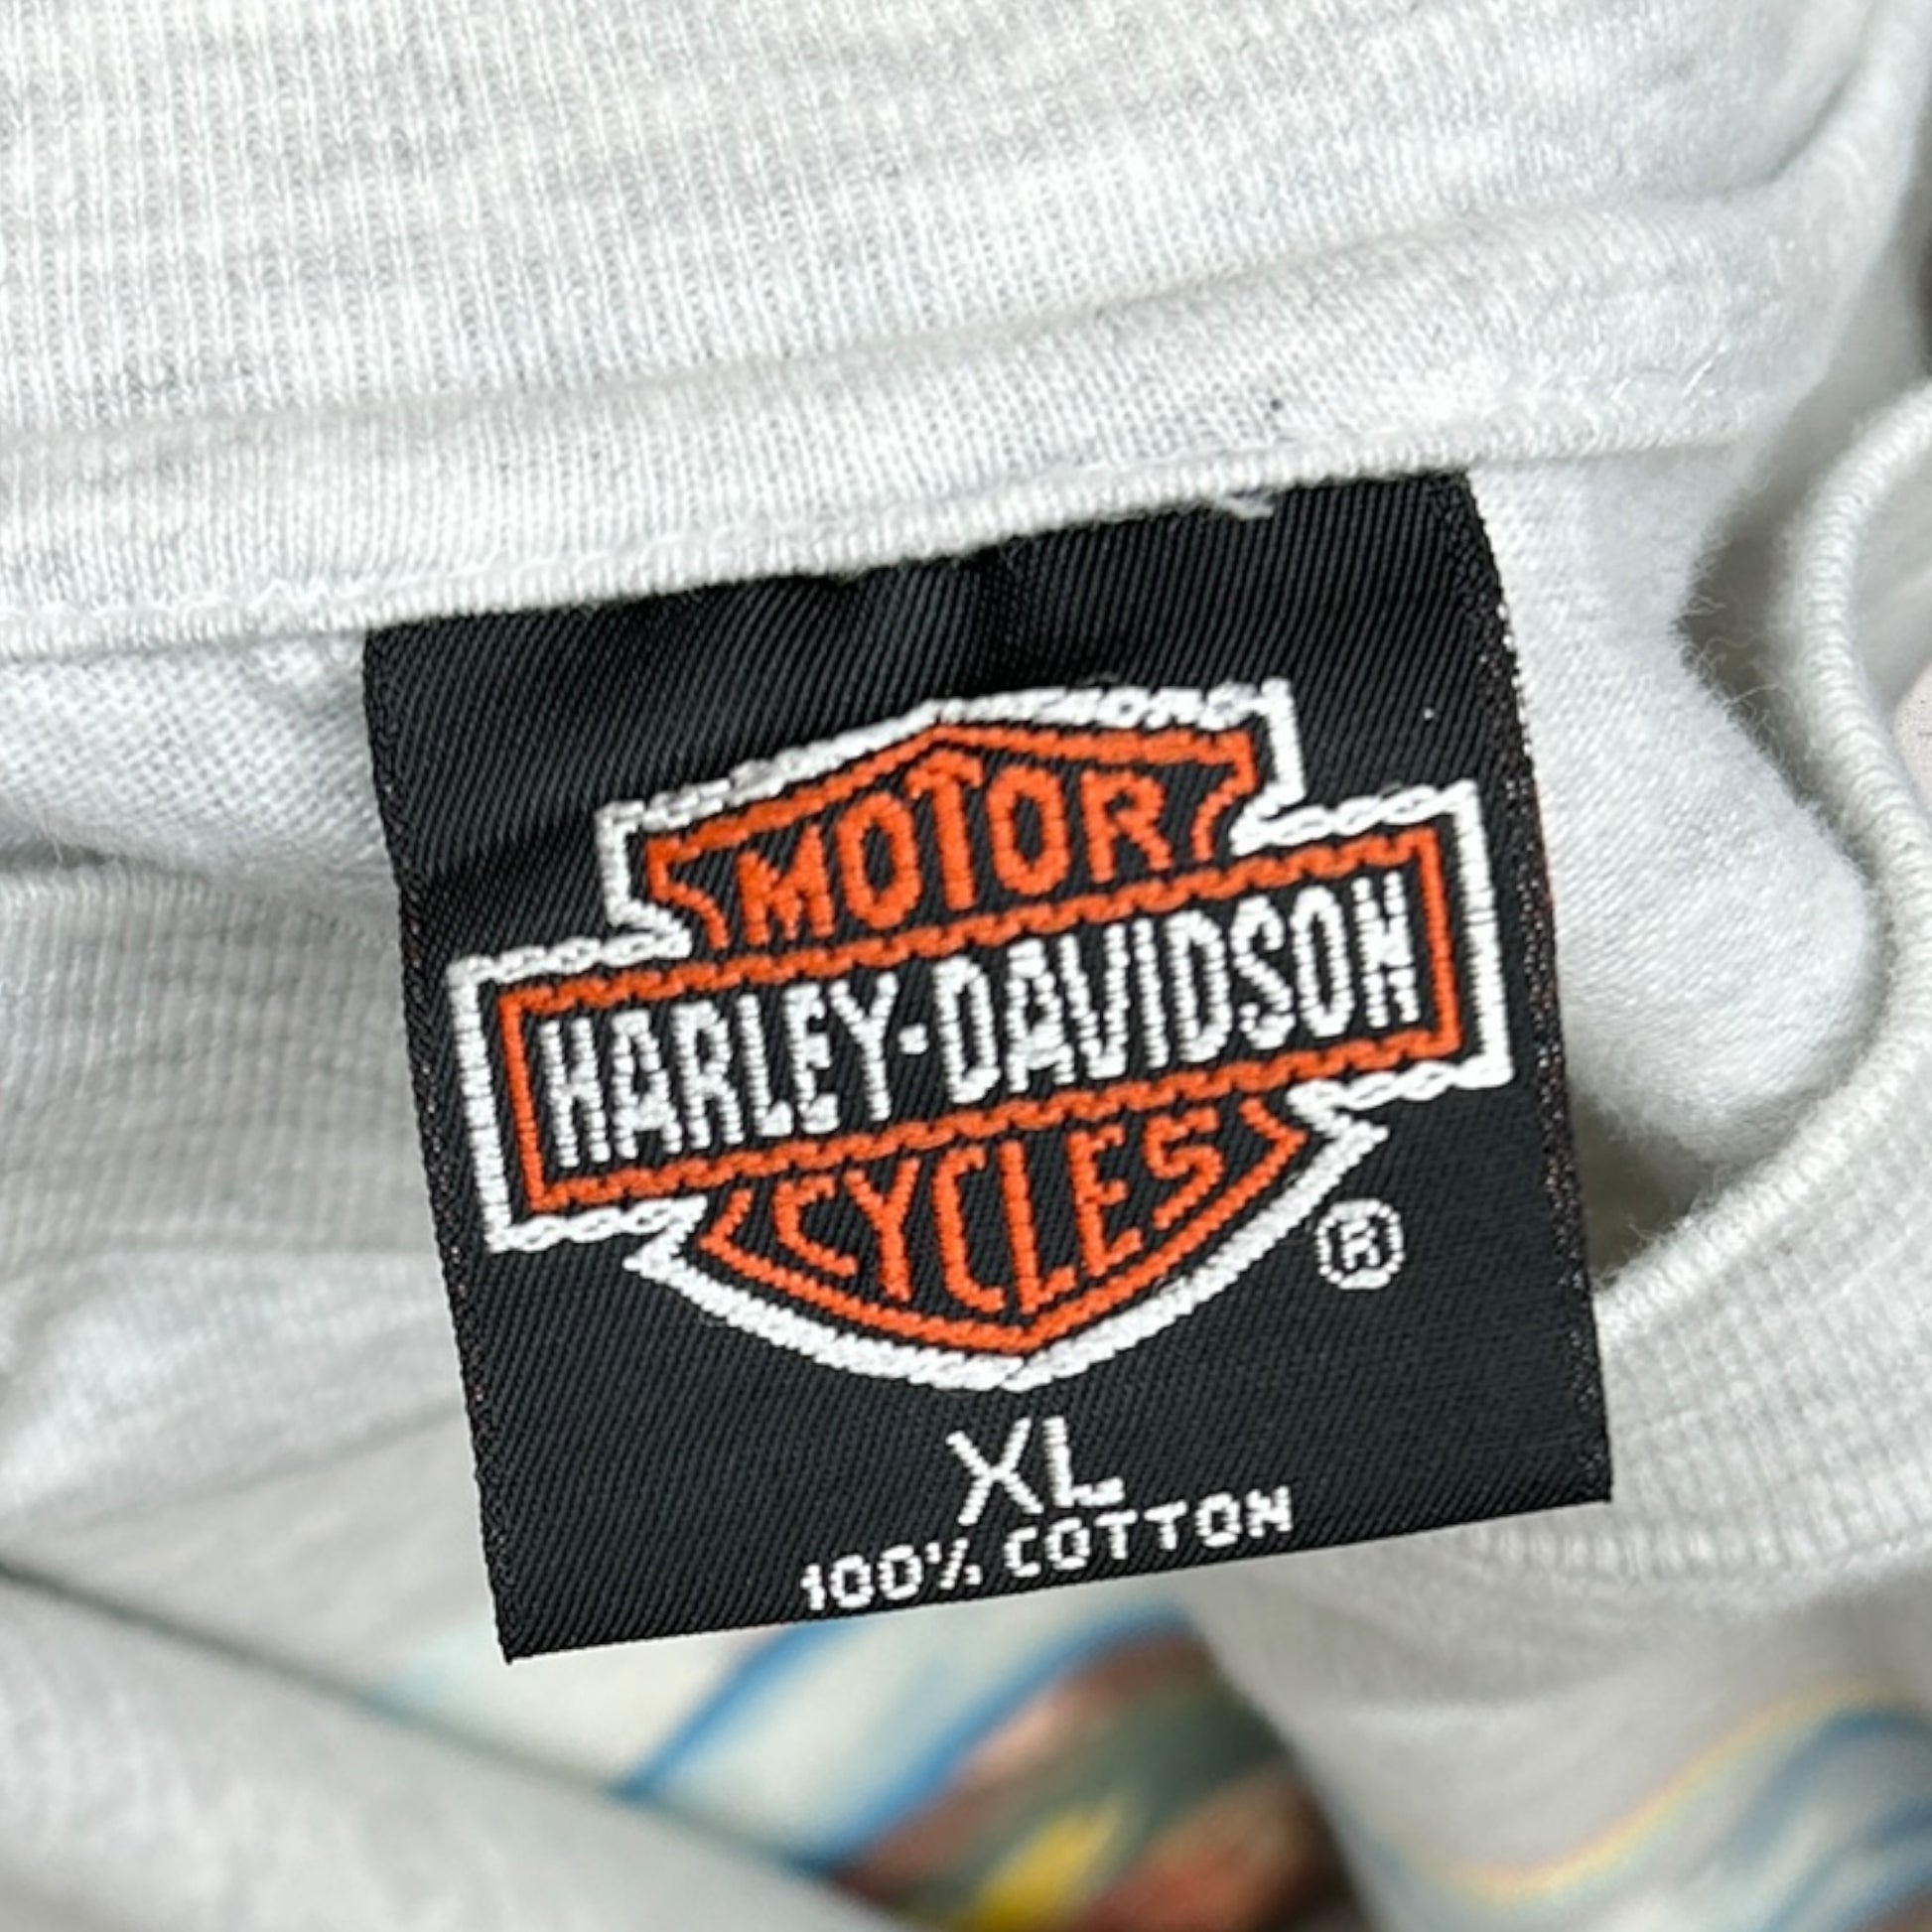 MOTOR
HARLEY-DAVIDSON
CYCLES
®
XL
100% COTTON